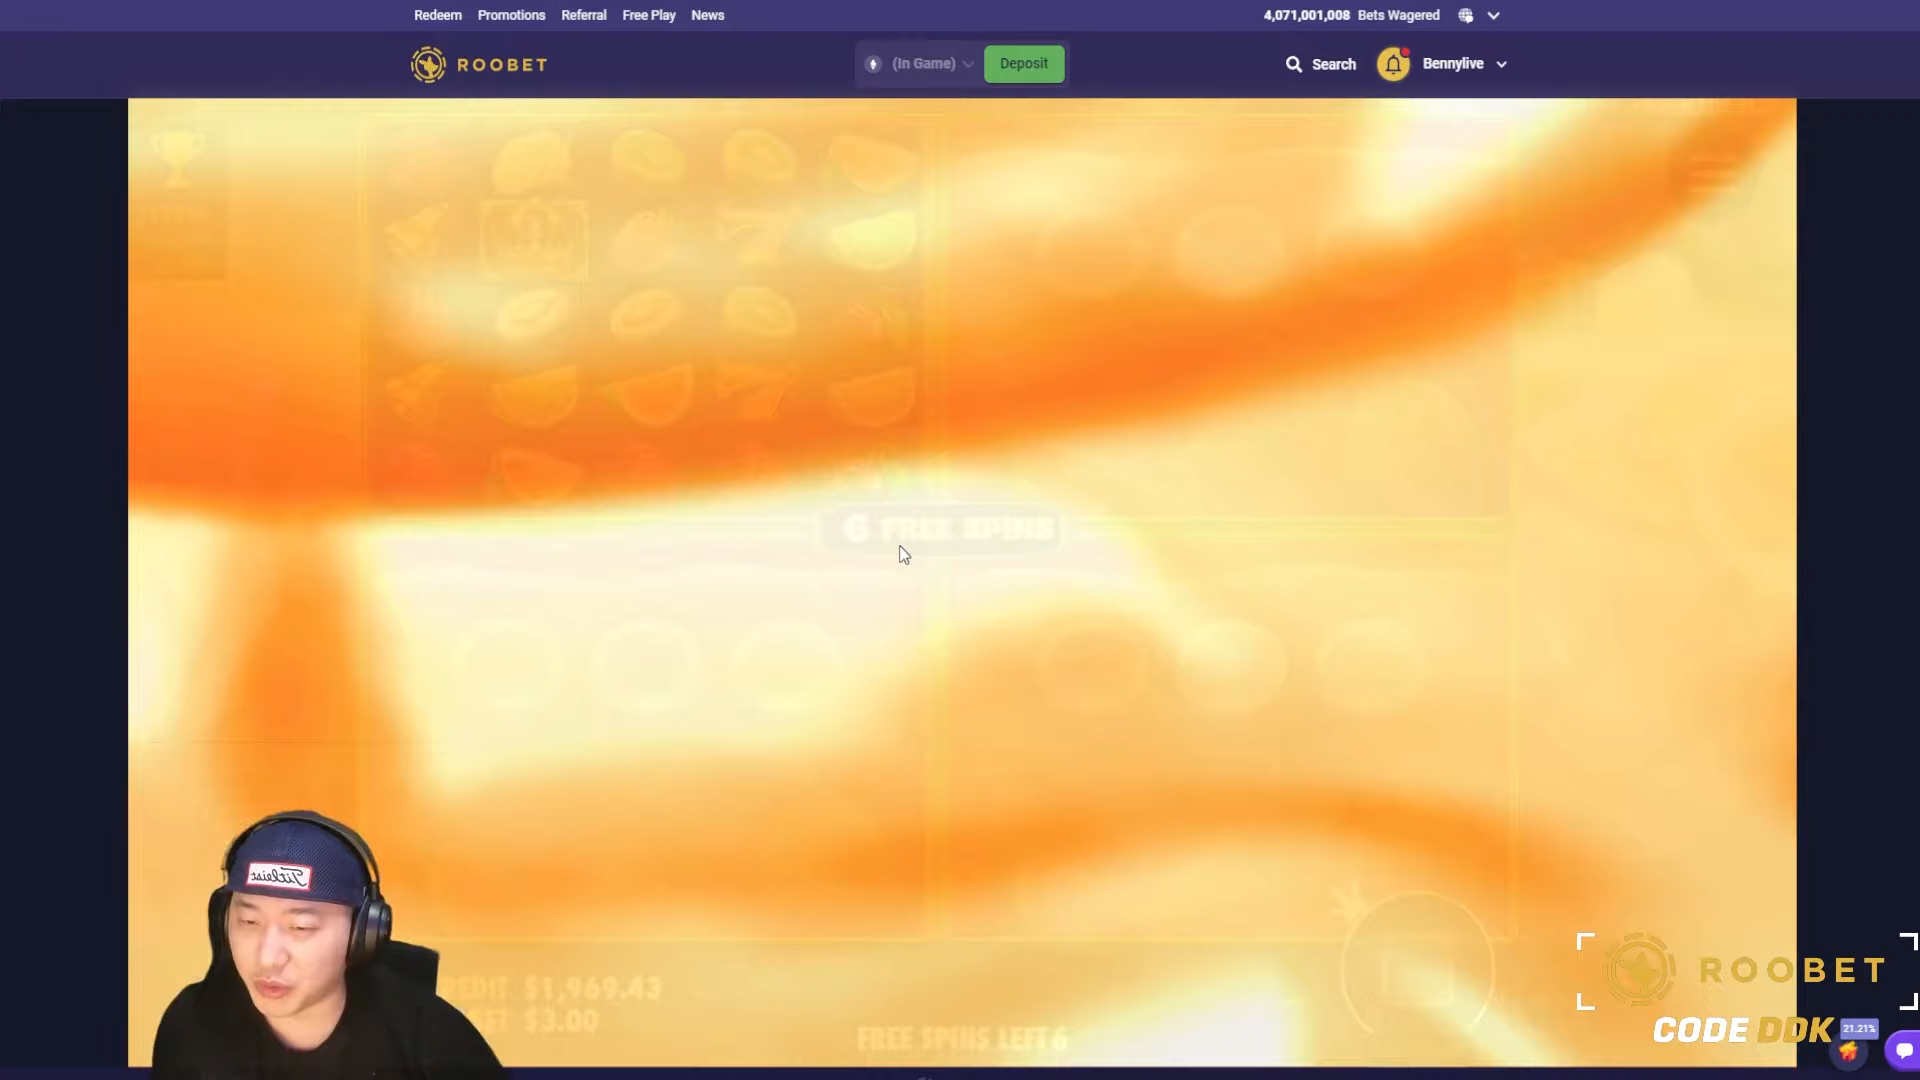 Redeem Promotions Referral Free Play News
4,071,001,008 Bets Wagered
ROOBET
(In Game)
Deposit
Search
Bennylive
6 FREE SPINS
Titleist
$1,969.43
$3.00
FREE SPINS LEFT 6
ROOBET
CODE DDK
21.21%